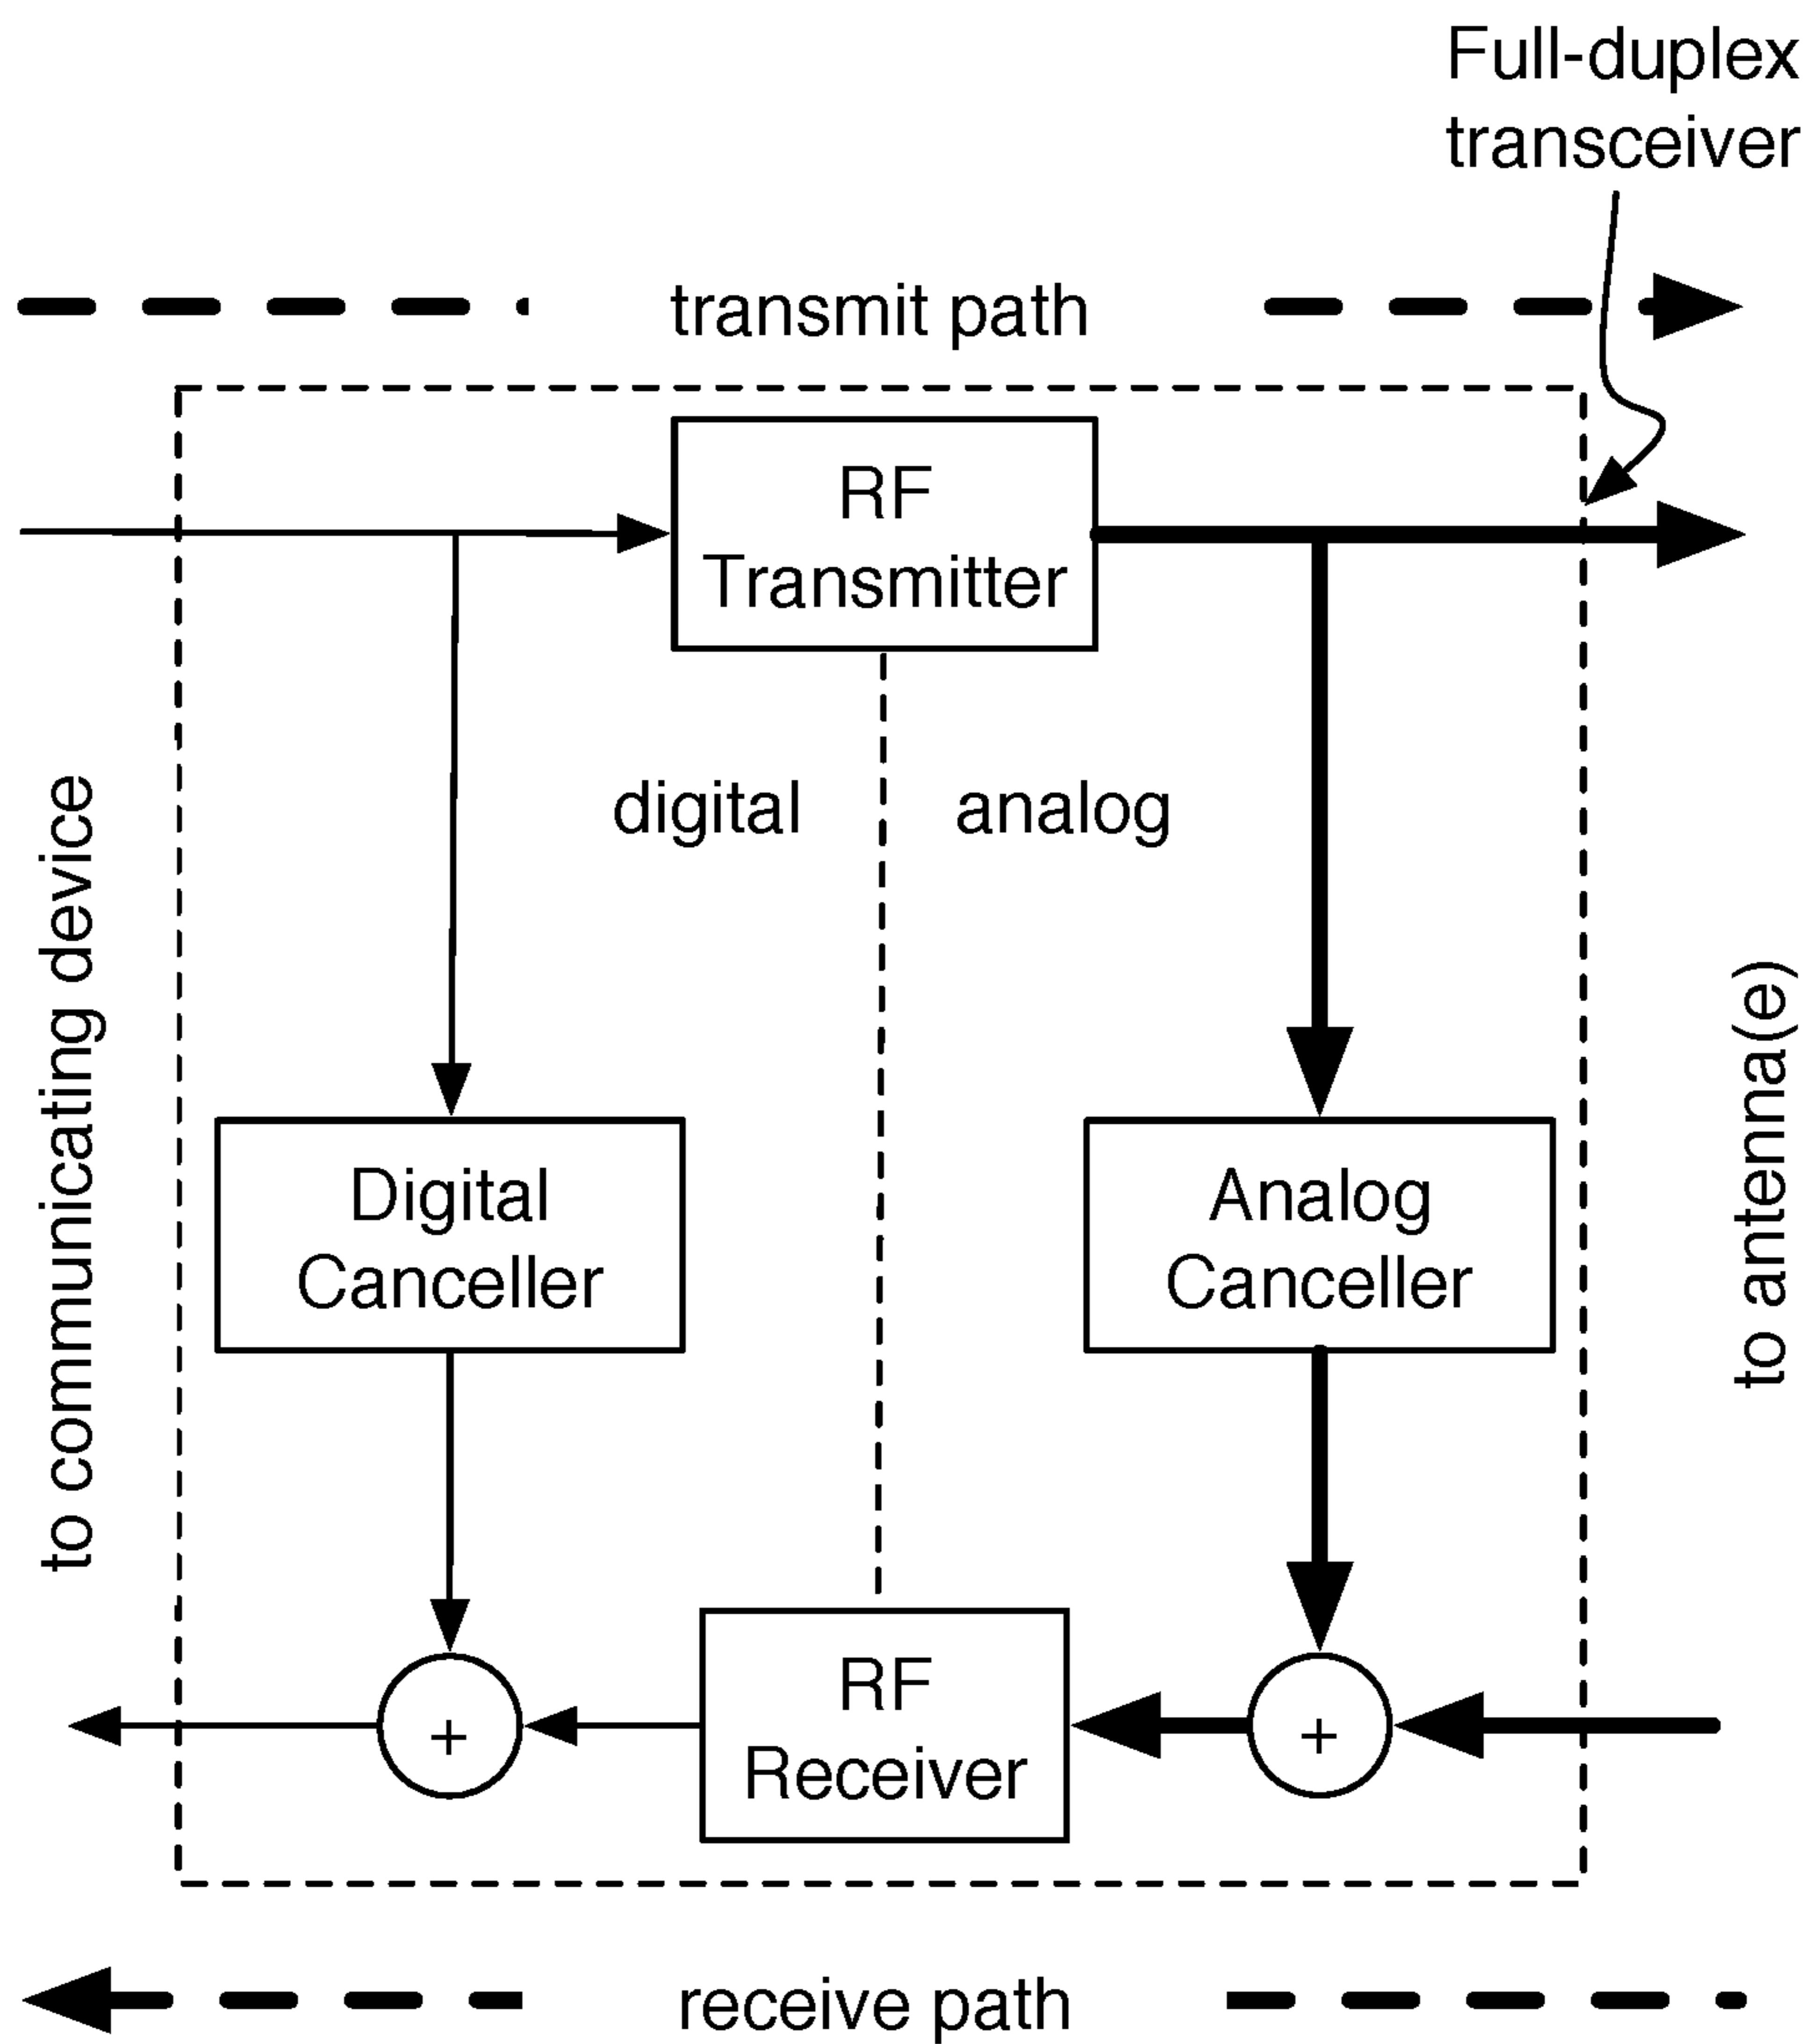 Full-duplex
transceiver
transmit path
RF
Transmitter
digital
analog
to communicating device
to antenna(e)
Digital
Canceller
Analog
Canceller
+
RF
Receiver
+
receive path